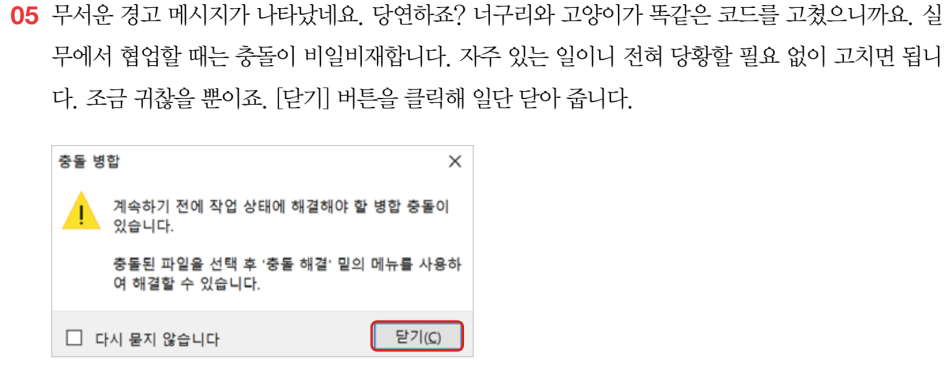 05 무서운 경고 메시지가 나타났네요. 당연하죠? 너구리와 고양이가 똑같은 코드를 고쳤으니까요. 실
무에서 협업할 때는 충돌이 비일비재합니다. 자주 있는 일이니 전혀 당황할 필요 없이 고치면 됩니
다. 조금 귀찮을 뿐이죠. [닫기] 버튼을 클릭해 일단 닫아 줍니다.
충돌 병합
계속하기 전에 작업 상태에 해결해야 할 병합 충돌이
있습니다.
충돌된 파일을 선택 후 '충돌 해결' 밑의 메뉴를 사용하
여 해결할 수 있습니다.
다시 묻지 않습니다
닫기(C)